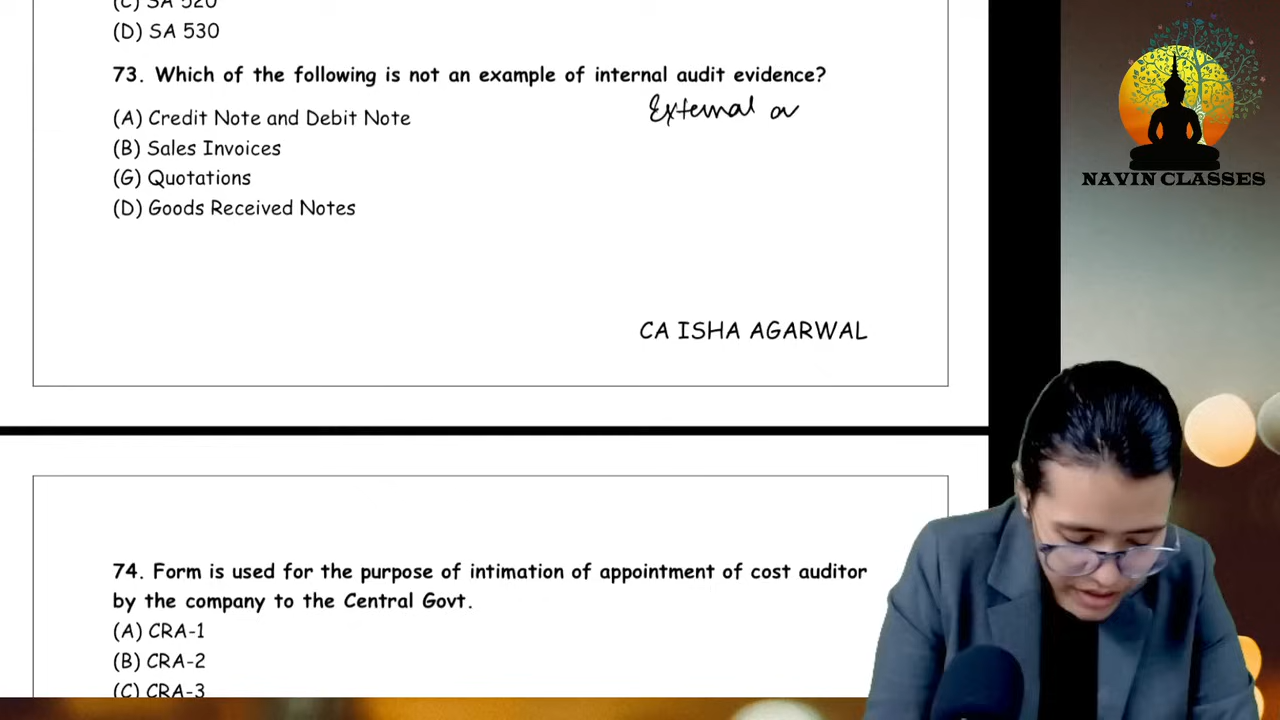 (C) SA 520
(D) SA 530
73. Which of the following is not an example of internal audit evidence?
External or
(A) Credit Note and Debit Note
(B) Sales Invoices
(G) Quotations
(D) Goods Received Notes
CA ISHA AGARWAL
74. Form is used for the purpose of intimation of appointment of cost auditor
by the company to the Central Govt.
(A) CRA-1
(B) CRA-2
(C) CRA-3
NAVIN CLASSES